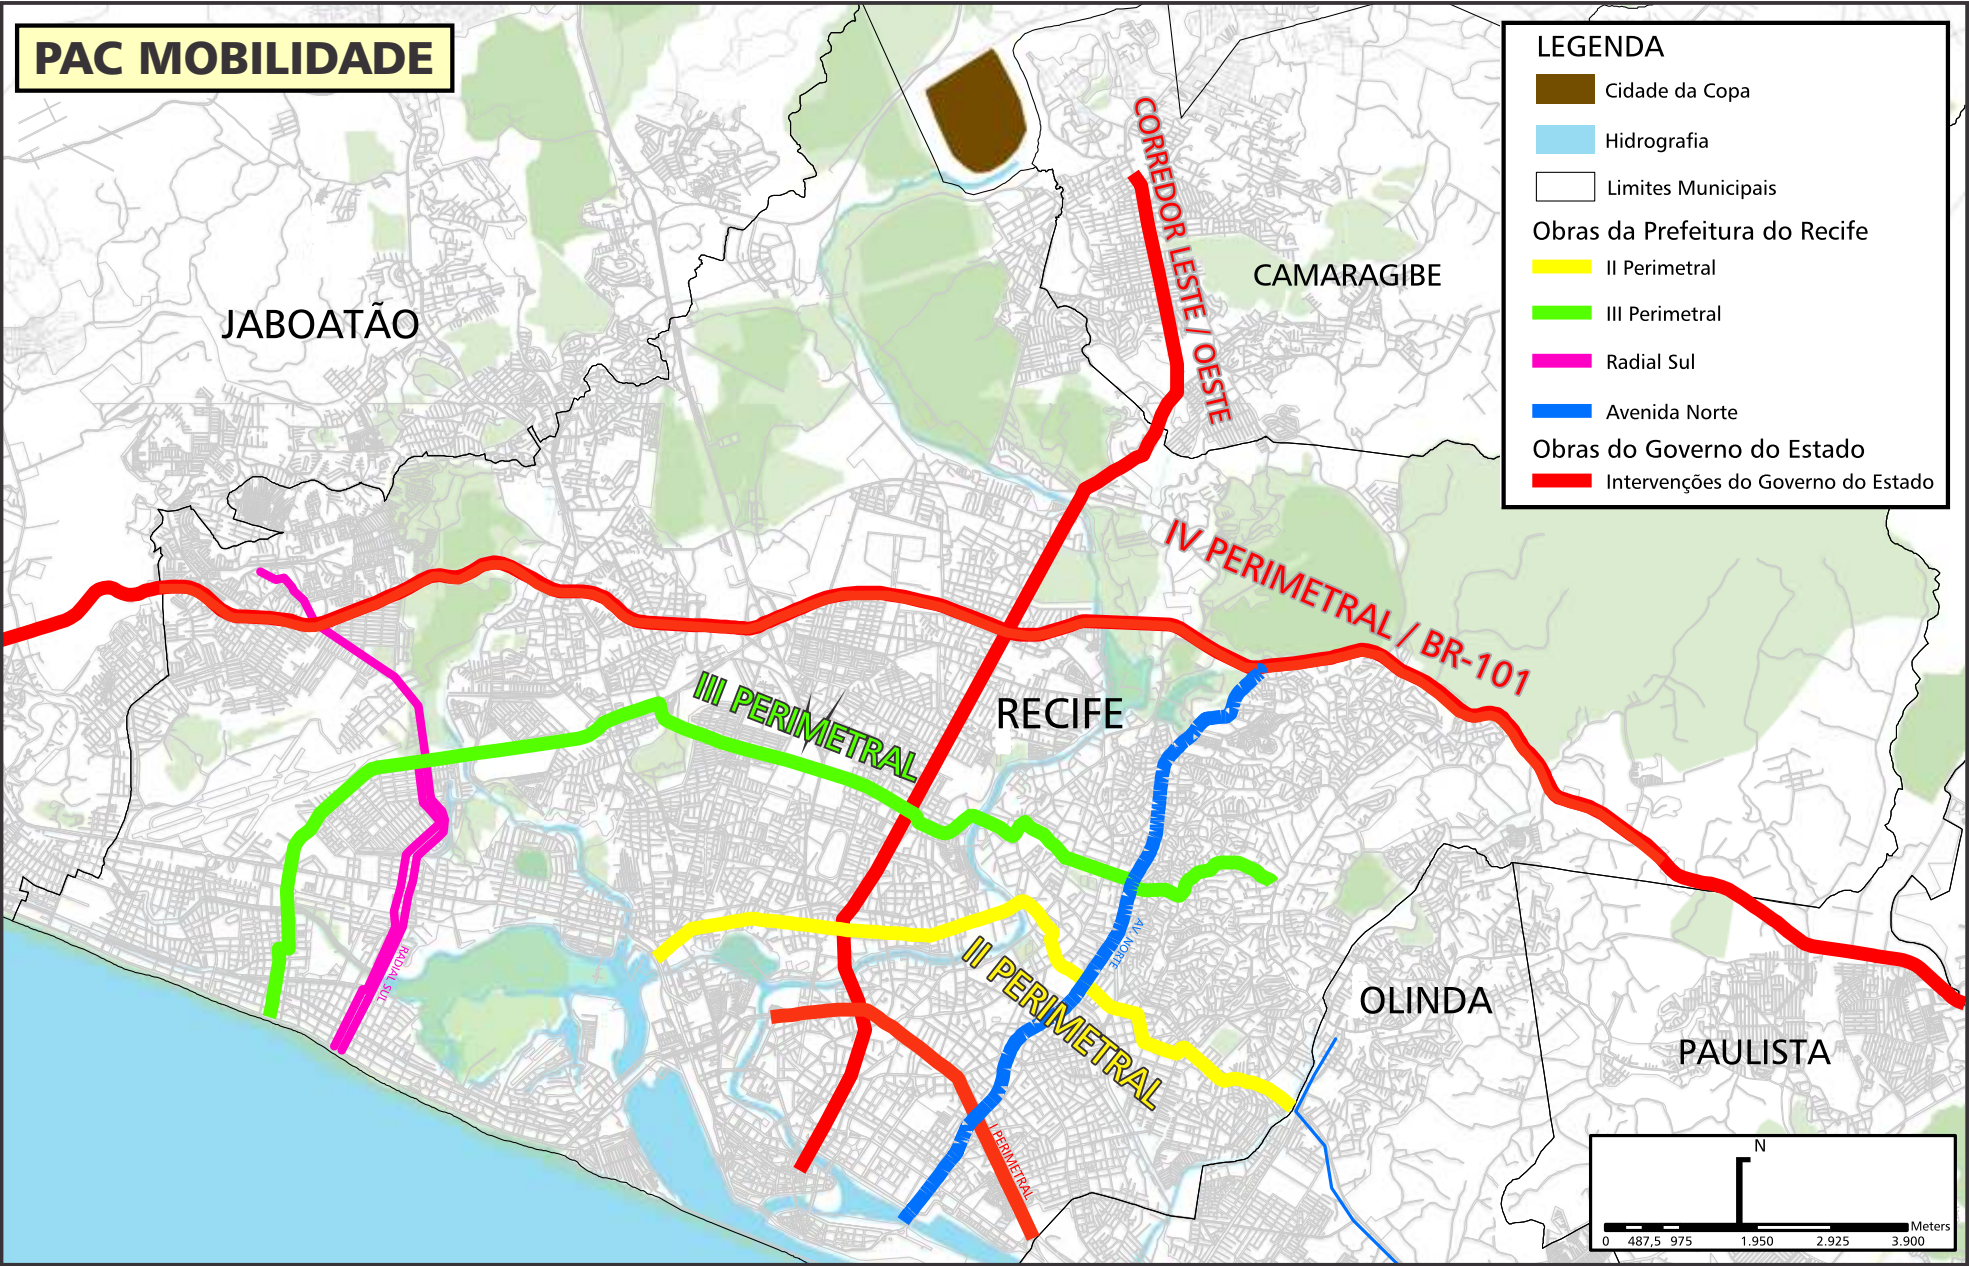 PAC MOBILIDADE
LEGENDA
Cidade da Copa
Hidrografia
Limites Municipais
Obras da Prefeitura do Recife
II Perimetral
III Perimetral
Radial Sul
Avenida Norte
Obras do Governo do Estado
Intervenções do Governo do Estado
CORREDOR LESTE / OESTE
CAMARAGIBE
JABOATÃO
IV PERIMETRAL / BR-101
III PERIMETRAL
RECIFE
AV. NORTE
II PERIMETRAL
RADIAL SUL
OLINDA
PAULISTA
I PERIMETRAL
N
Meters
0 487,5 975 1.950 2.925 3.900